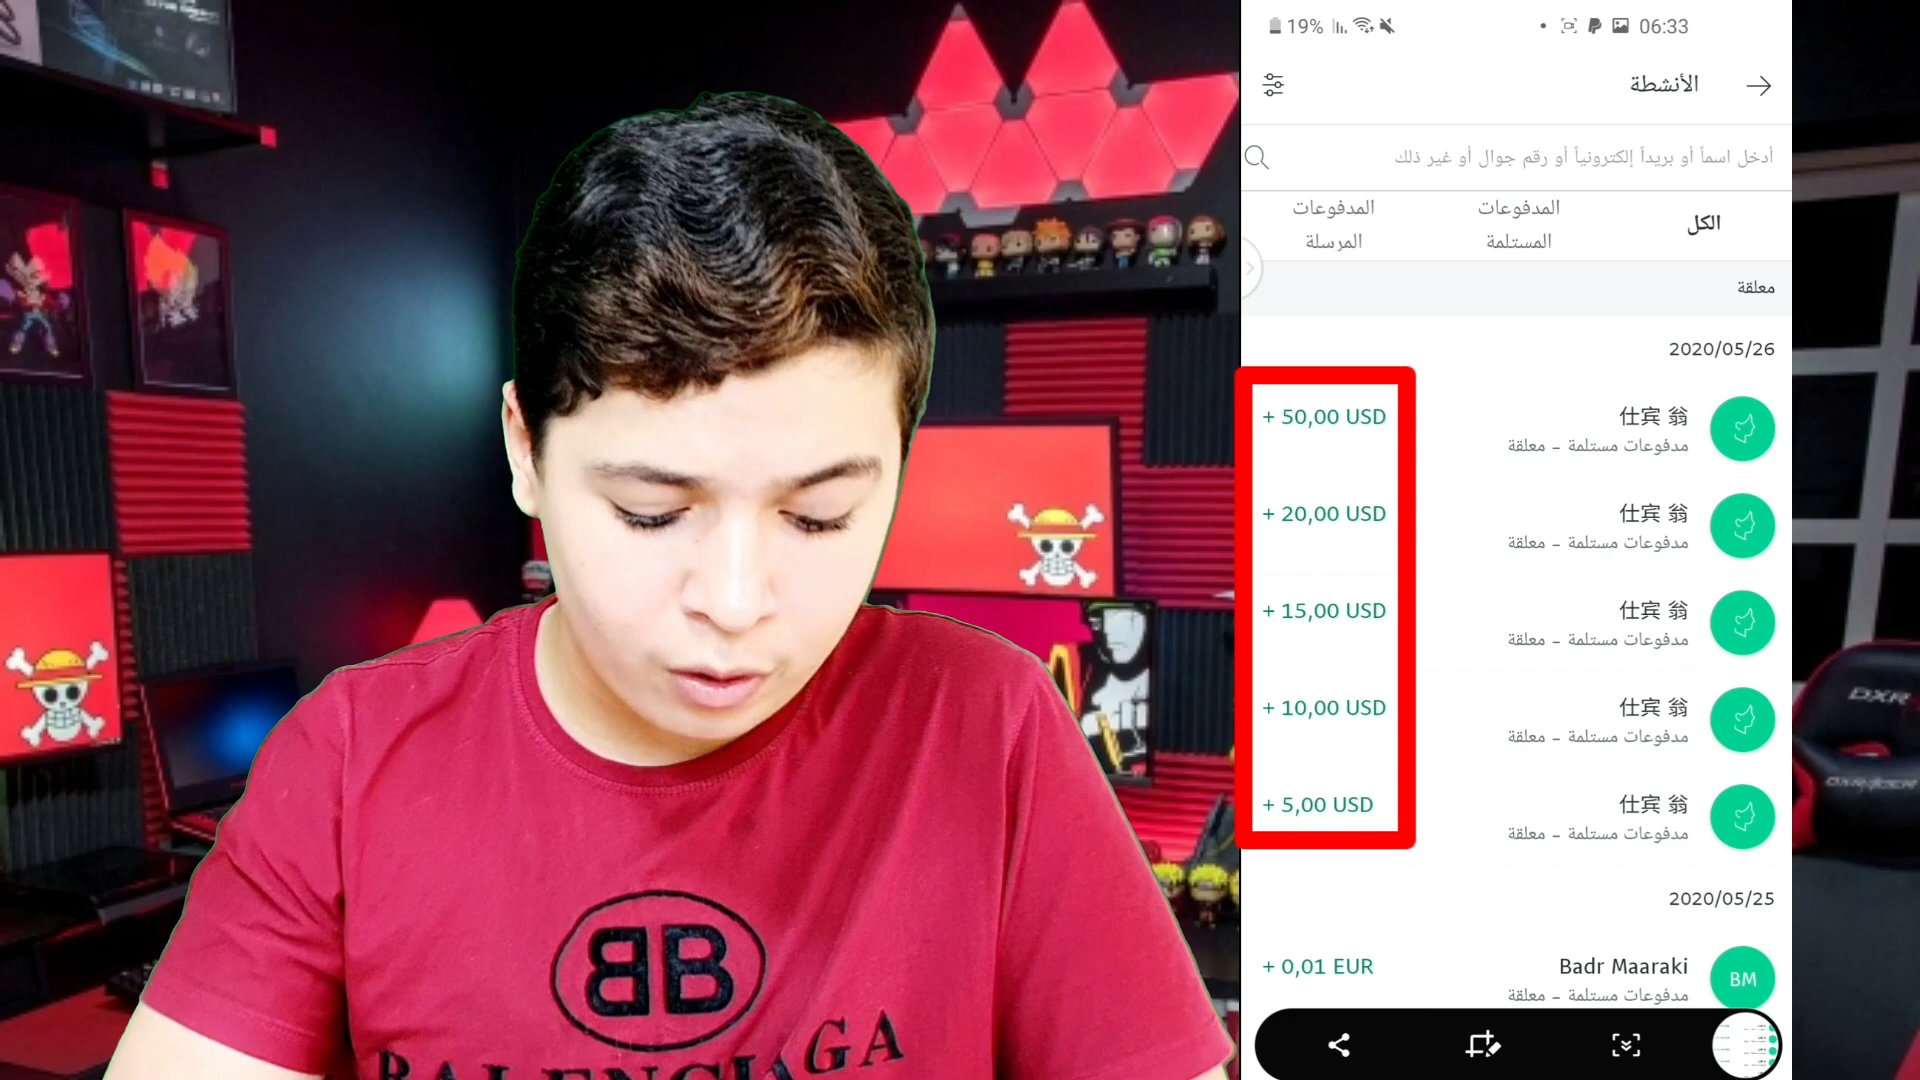 19%
06:33
الأنشطة
أدخل اسماً أو بريداً إلكترونياً أو رقم جوال أو غير ذلك
الكل
المدفوعات المستلمة
المدفوعات المرسلة
معلقة
2020/05/26
仕宾 翁
+ 50,00 USD
مدفوعات مستلمة – معلقة
仕宾 翁
+ 20,00 USD
مدفوعات مستلمة – معلقة
仕宾 翁
+ 15,00 USD
مدفوعات مستلمة – معلقة
仕宾 翁
+ 10,00 USD
مدفوعات مستلمة – معلقة
仕宾 翁
+ 5,00 USD
مدفوعات مستلمة – معلقة
2020/05/25
BM
Badr Maaraki
+ 0,01 EUR
مدفوعات مستلمة – معلقة
BB
BALENCIAGA
DXR
DXRACER